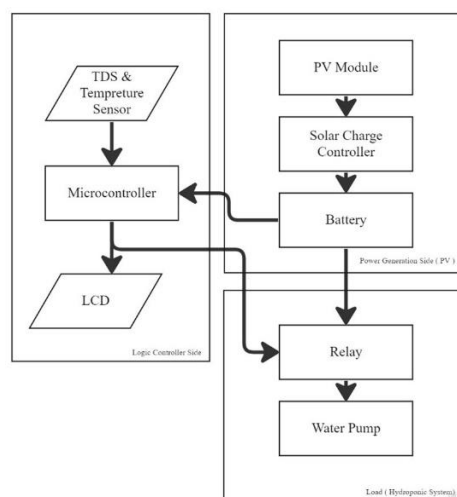 TDS &
Tempreture
Sensor
Microcontroller
LCD
Logic Controller Side
PV Module
Solar Charge
Controller
Battery
Power Generation Side ( PV )
Relay
Water Pump
Load ( Hydroponic System)